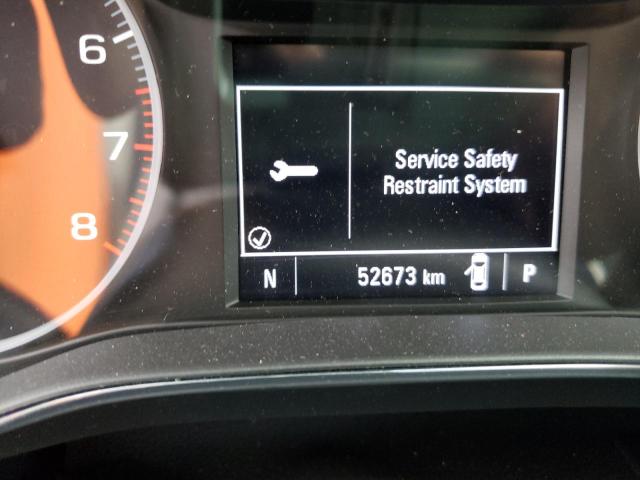 6
7
8
Service Safety
Restraint System
N 52673 km P